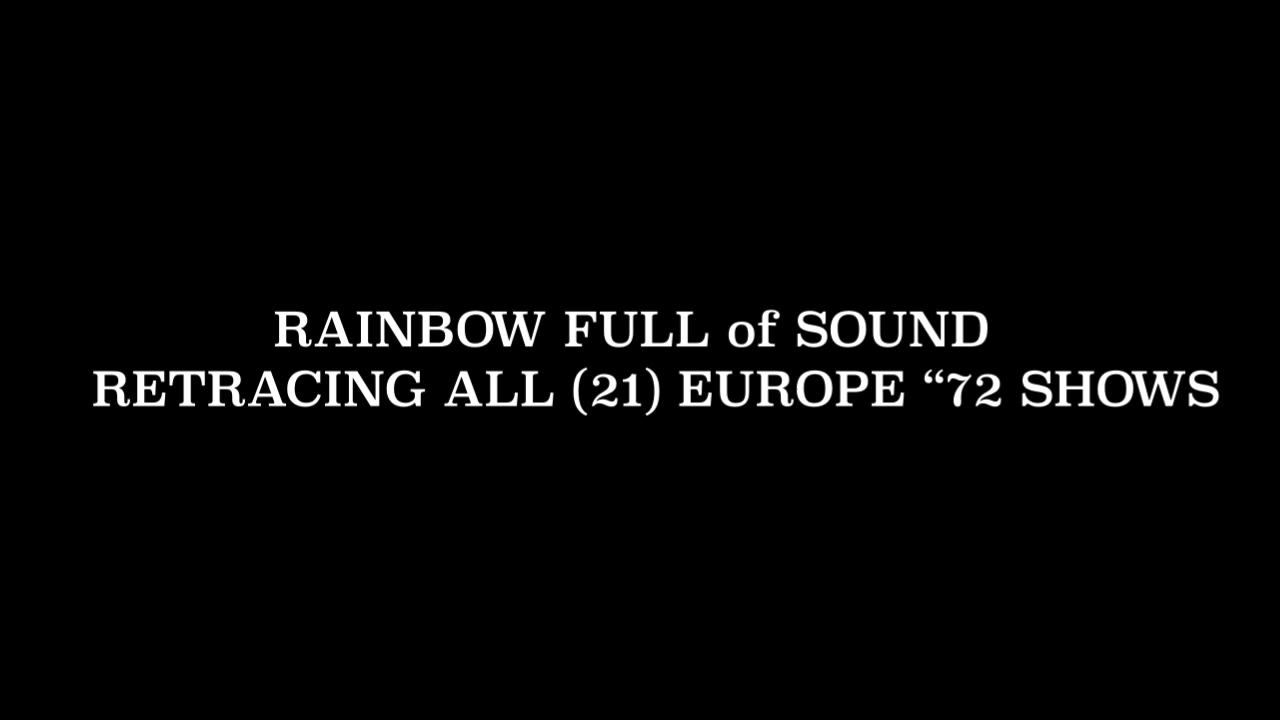 RAINBOW FULL of SOUND
RETRACING ALL (21) EUROPE “72 SHOWS